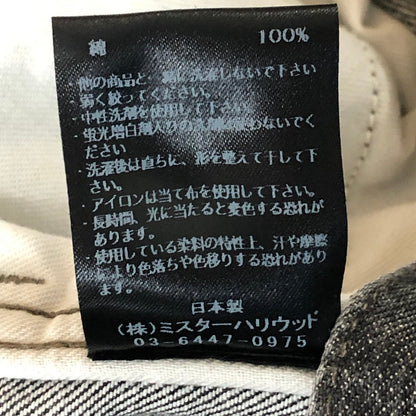 綿 100%
他の商品と一緒に洗濯しないで下さい
弱く絞ってください。
・中性洗剤を使用して下さい。
・蛍光増白剤入りの洗剤は使わないでく
ださい
・洗濯後は直ちに、形を整えて干して下
さい。
・アイロンは当て布を使用して下さい。
・長時間、光に当たると変色する恐れが
あります。
・使用している染料の特性上、汗や摩擦
により色落ちや色移りする恐れがあり
ます。
日本製
(株)ミスターハリウッド
03-6447-0975